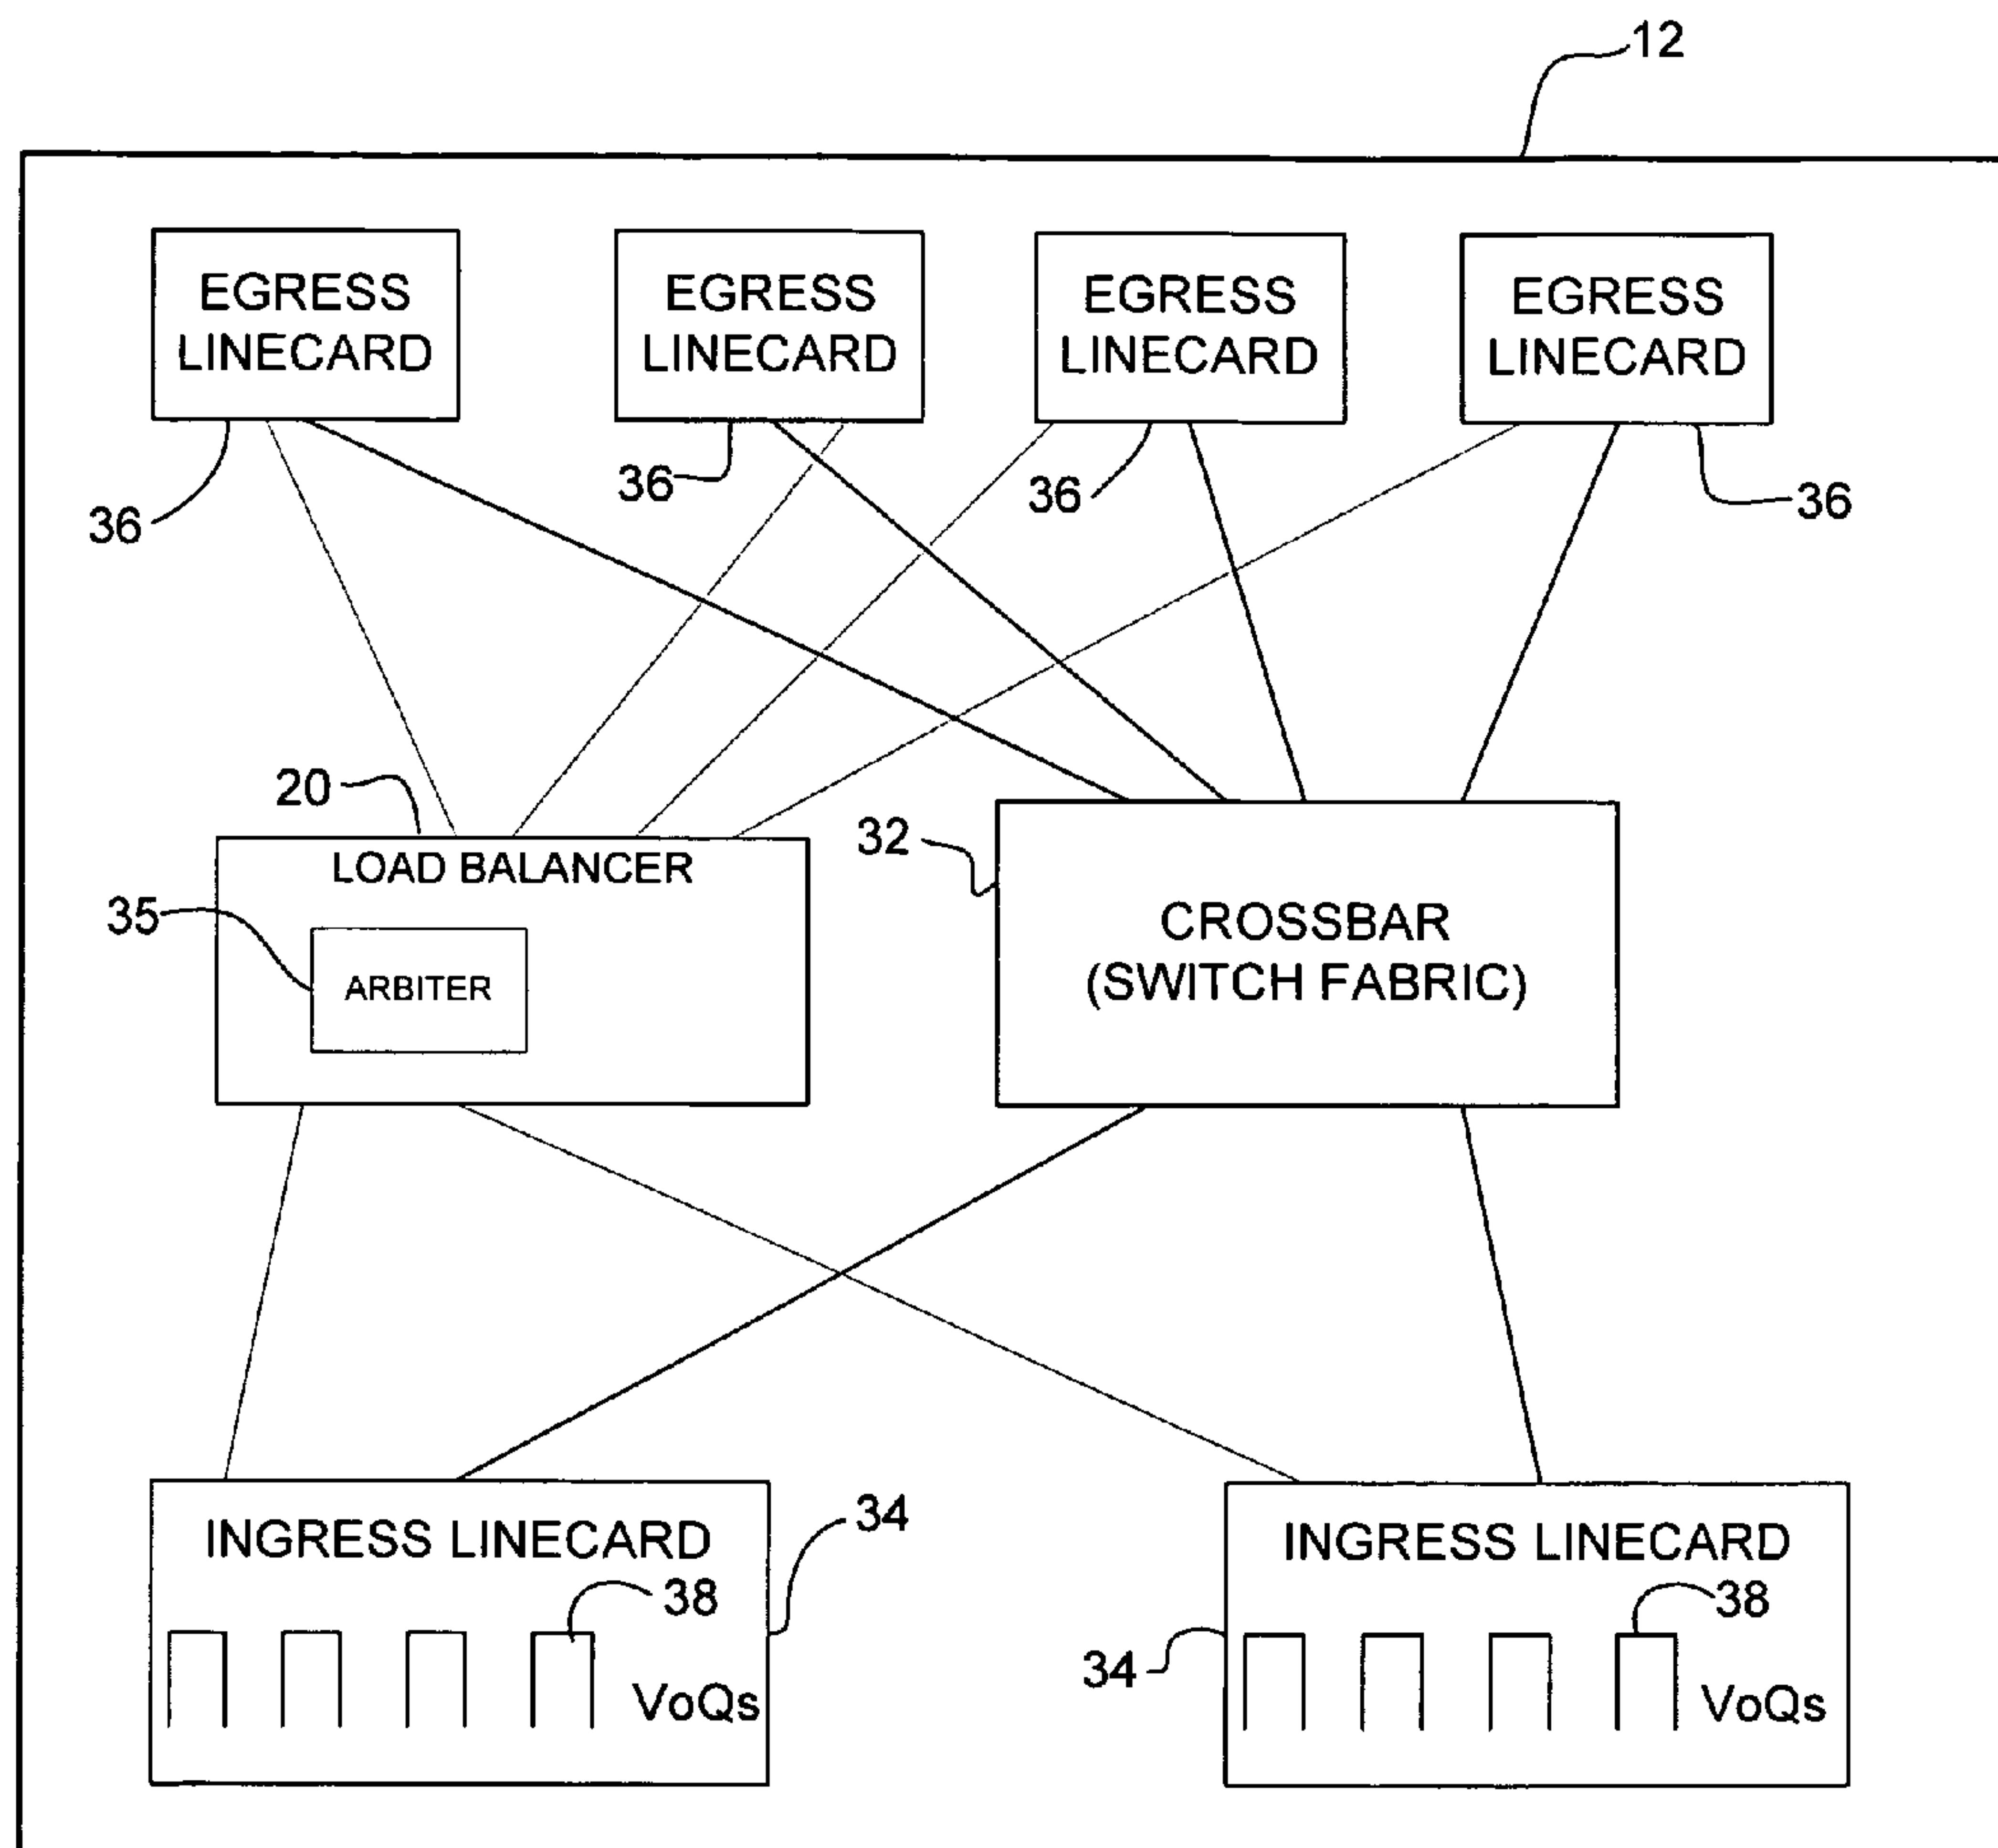 12
EGRESS
LINECARD
EGRESS
LINECARD
EGRESS
LINECARD
EGRESS
LINECARD
36
36
36
36
20
LOAD BALANCER
35
ARBITER
32
CROSSBAR
(SWITCH FABRIC)
INGRESS LINECARD
34
38
VoQs
INGRESS LINECARD
38
34
VoQs